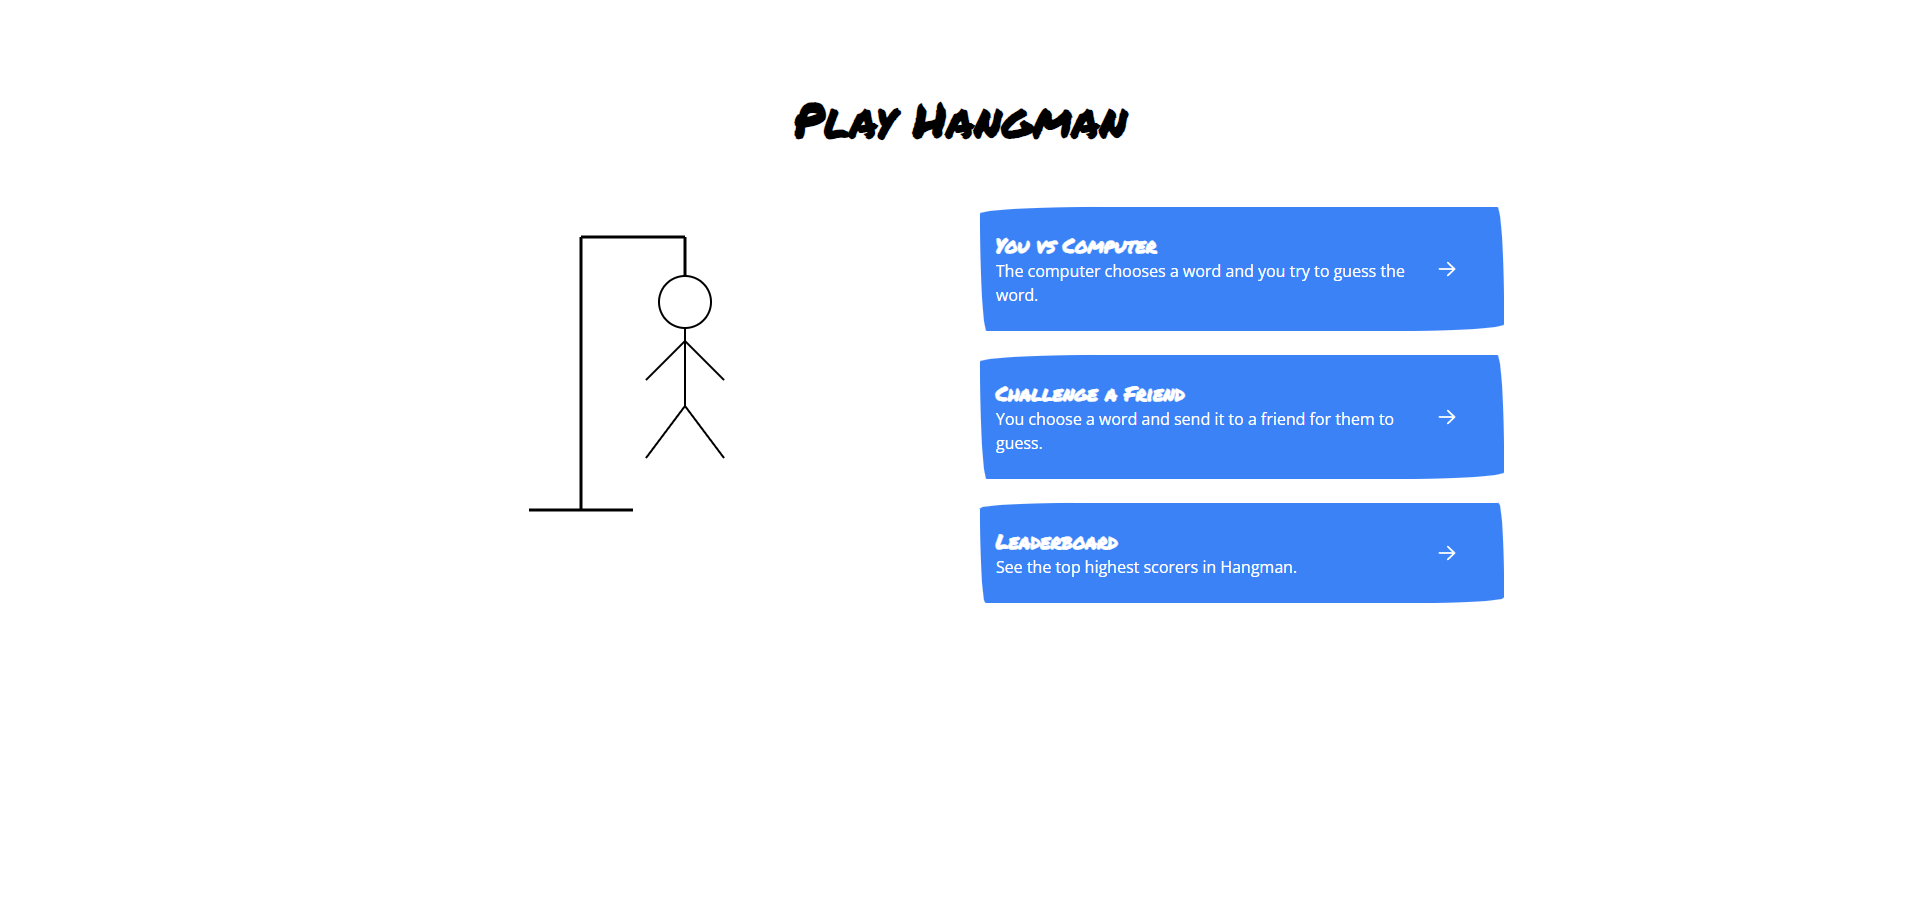 Play Hangman
You vs Computer
The computer chooses a word and you try to guess the
word.
Challenge a Friend
You choose a word and send it to a friend for them to
guess.
Leaderboard
See the top highest scorers in Hangman.